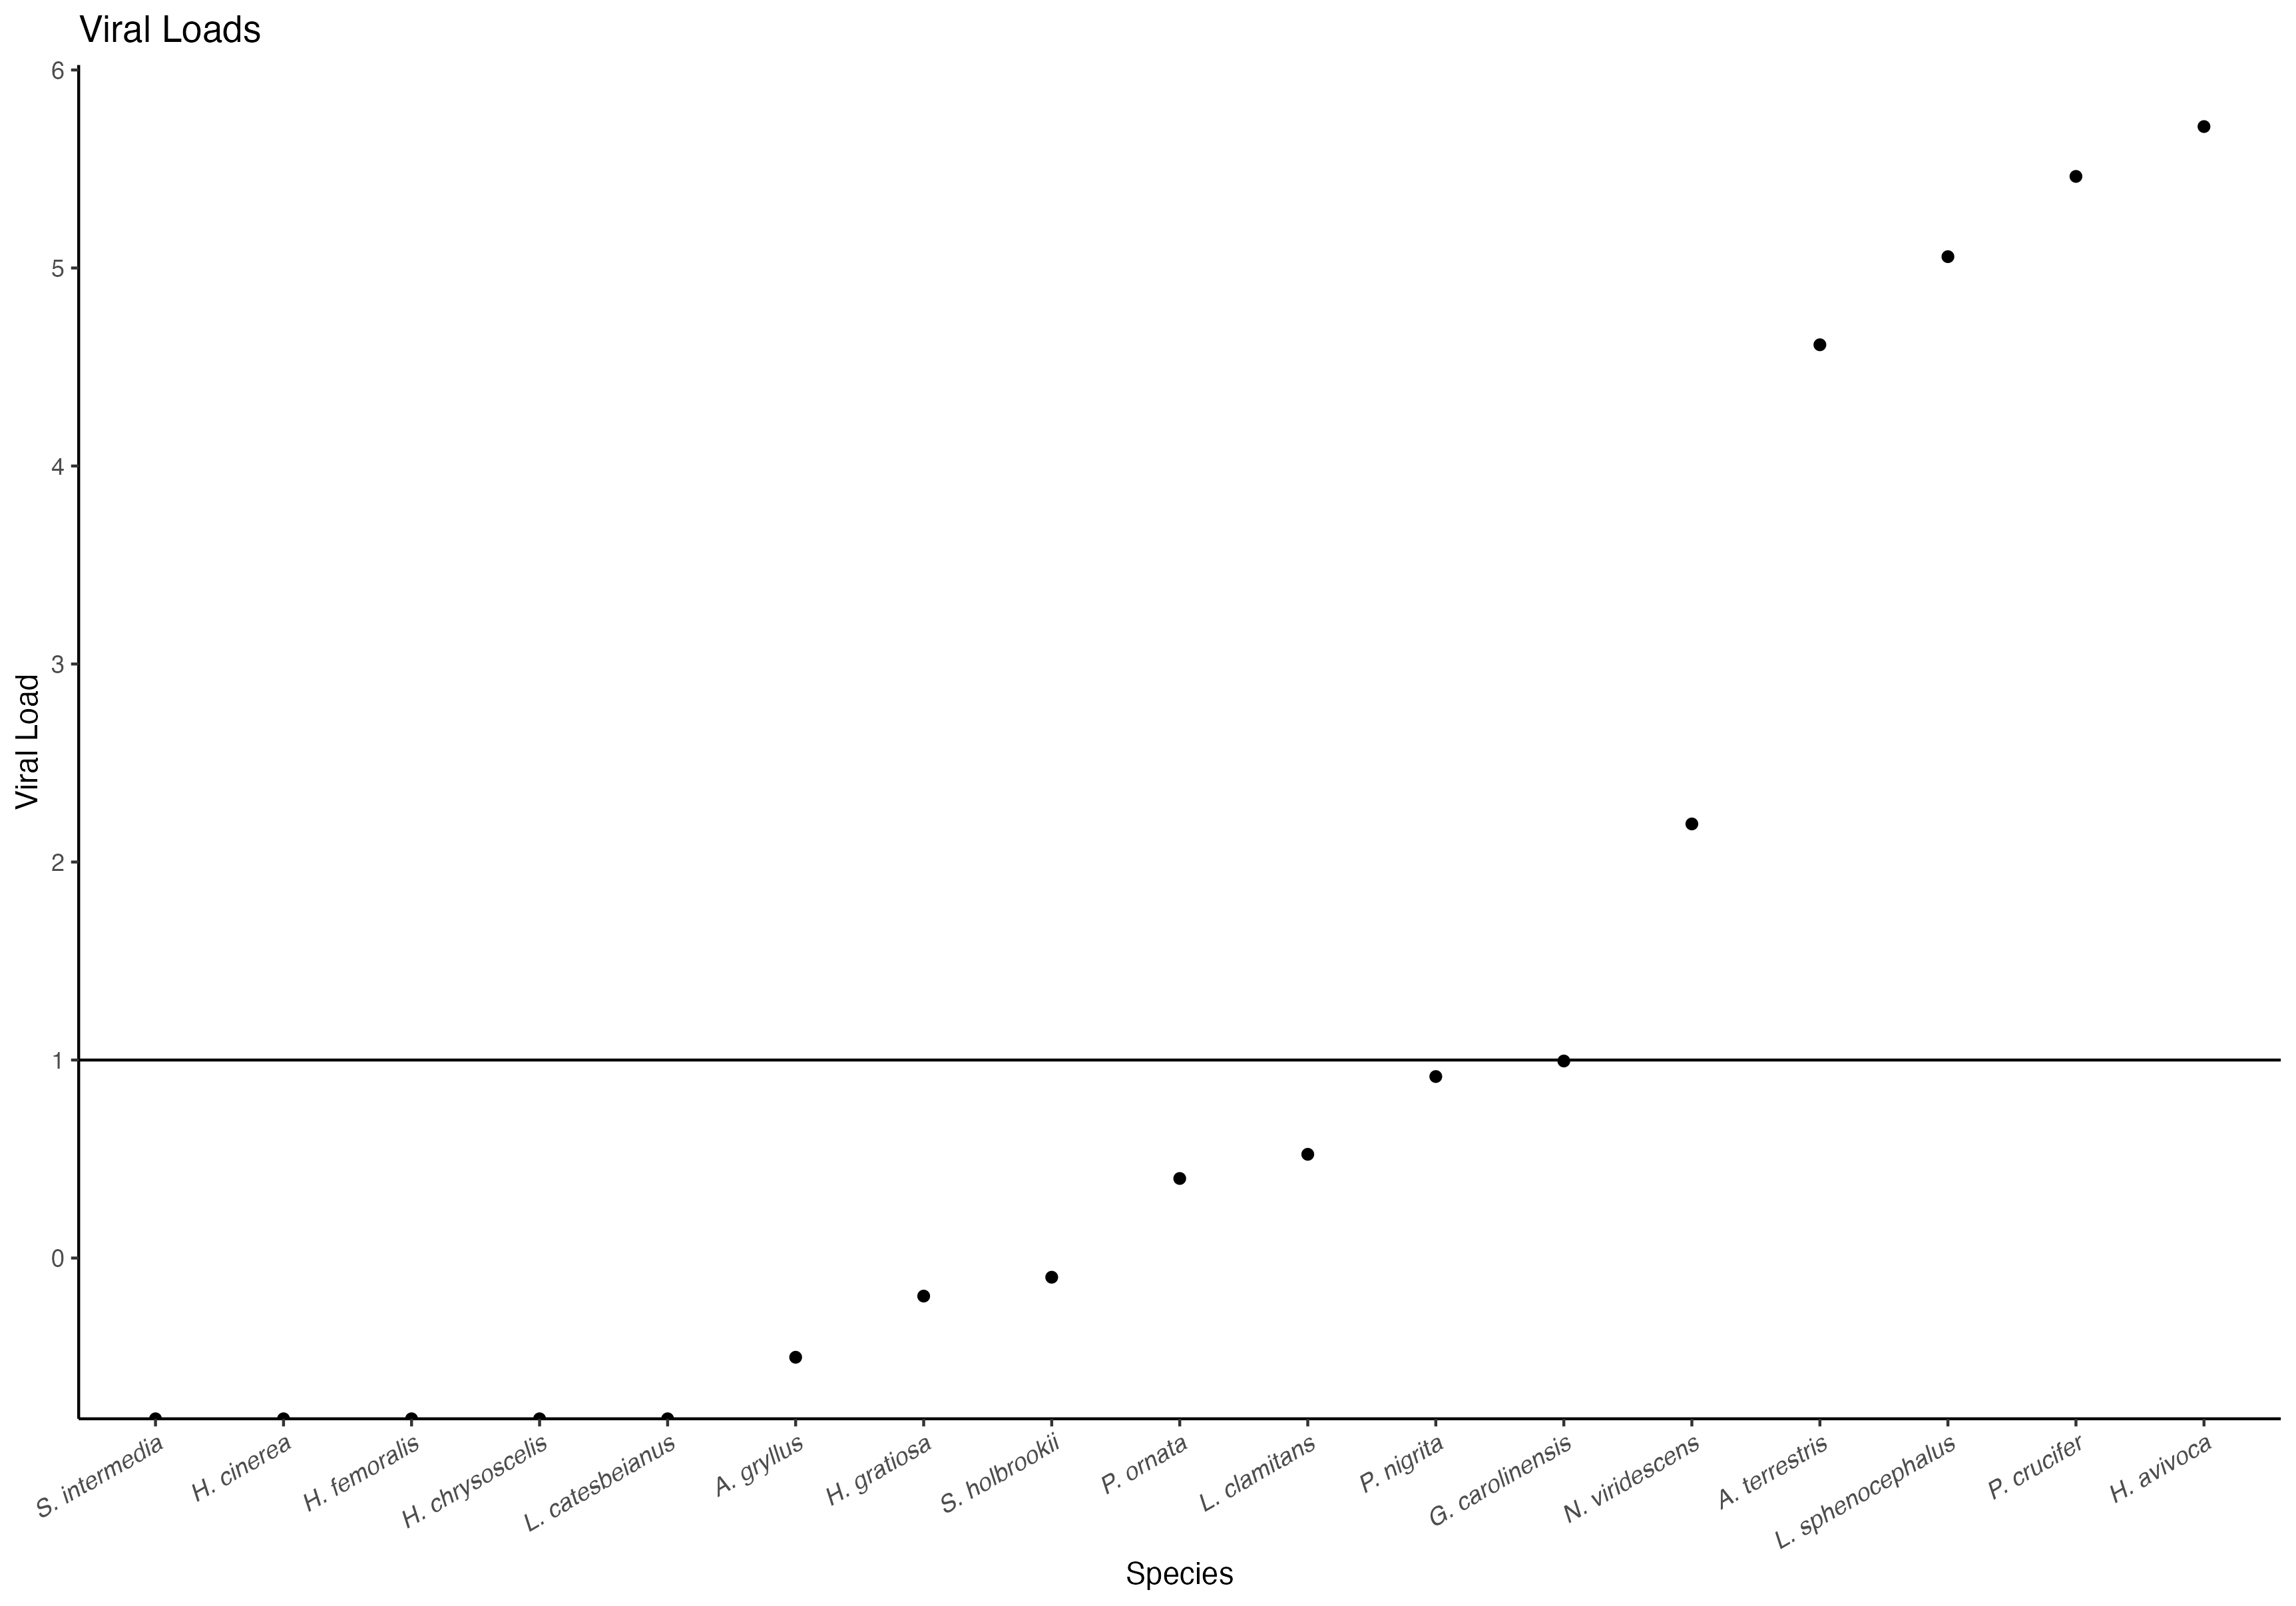 Viral Loads
6
5
4
3
2
1
0
Viral Load
S. intermedia
H. cinerea
H. femoralis
H. chrysoscelis
L. catesbeianus
A. gryllus
H. gratiosa
S. holbrookii
P. ornata
L. clamitans
P. nigrita
G. carolinensis
N. viridescens
A. terrestris
L. sphenocephalus
P. crucifer
H. avivoca
Species